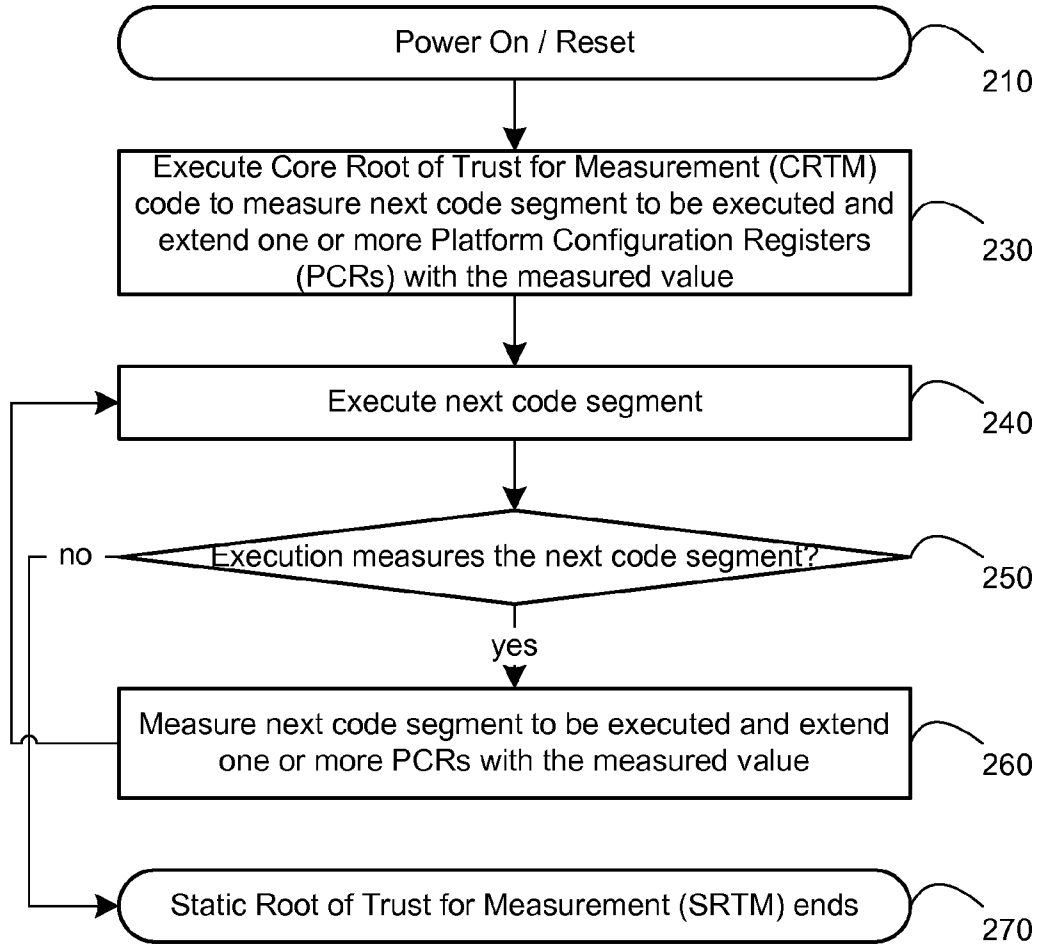 Power On / Reset
210
Execute Core Root of Trust for Measurement (CRTM)
code to measure next code segment to be executed and
extend one or more Platform Configuration Registers
(PCRs) with the measured value
230
Execute next code segment
240
no
Execution measures the next code segment?
250
yes
Measure next code segment to be executed and extend
one or more PCRs with the measured value
260
Static Root of Trust for Measurement (SRTM) ends
270